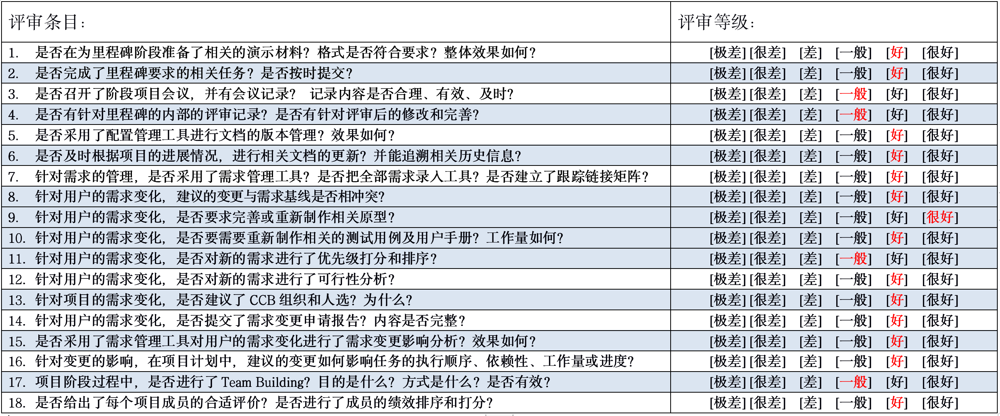 评审条目： 评审等级：
1. 是否在为里程碑阶段准备了相关的演示材料？格式是否符合要求？整体效果如何？ [极差] [很差] [差] [一般] [好] [很好]
2. 是否完成了里程碑要求的相关任务？是否按时提交？ [极差] [很差] [差] [一般] [好] [很好]
3. 是否召开了阶段项目会议，并有会议记录？ 记录内容是否合理、有效、及时？ [极差] [很差] [差] [一般] [好] [很好]
4. 是否有针对里程碑的内部的评审记录？是否有针对评审后的修改和完善？ [极差] [很差] [差] [一般] [好] [很好]
5. 是否采用了配置管理工具进行文档的版本管理？效果如何？ [极差] [很差] [差] [一般] [好] [很好]
6. 是否及时根据项目的进展情况，进行相关文档的更新？并能追溯相关历史信息？ [极差] [很差] [差] [一般] [好] [很好]
7. 针对需求的管理，是否采用了需求管理工具？是否把全部需求录入工具？是否建立了跟踪链接矩阵？ [极差] [很差] [差] [一般] [好] [很好]
8. 针对用户的需求变化，建议的变更与需求基线是否相冲突？ [极差] [很差] [差] [一般] [好] [很好]
9. 针对用户的需求变化，是否要求完善或重新制作相关原型？ [极差] [很差] [差] [一般] [好] [很好]
10. 针对用户的需求变化，是否要需要重新制作相关的测试用例及用户手册？工作量如何？ [极差] [很差] [差] [一般] [好] [很好]
11. 针对用户的需求变化，是否对新的需求进行了优先级打分和排序？ [极差] [很差] [差] [一般] [好] [很好]
12. 针对用户的需求变化，是否对新的需求进行了可行性分析？ [极差] [很差] [差] [一般] [好] [很好]
13. 针对项目的需求变化，是否建议了 CCB 组织和人选？为什么？ [极差] [很差] [差] [一般] [好] [很好]
14. 针对用户的需求变化，是否提交了需求变更申请报告？内容是否完整？ [极差] [很差] [差] [一般] [好] [很好]
15. 是否采用了需求管理工具对用户的需求变化进行了需求变更影响分析？效果如何？ [极差] [很差] [差] [一般] [好] [很好]
16. 针对变更的影响，在项目计划中，建议的变更如何影响任务的执行顺序、依赖性、工作量或进度？ [极差] [很差] [差] [一般] [好] [很好]
17. 项目阶段过程中，是否进行了 Team Building？目的是什么？方式是什么？是否有效？ [极差] [很差] [差] [一般] [好] [很好]
18. 是否给出了每个项目成员的合适评价？是否进行了成员的绩效排序和打分？ [极差] [很差] [差] [一般] [好] [很好]